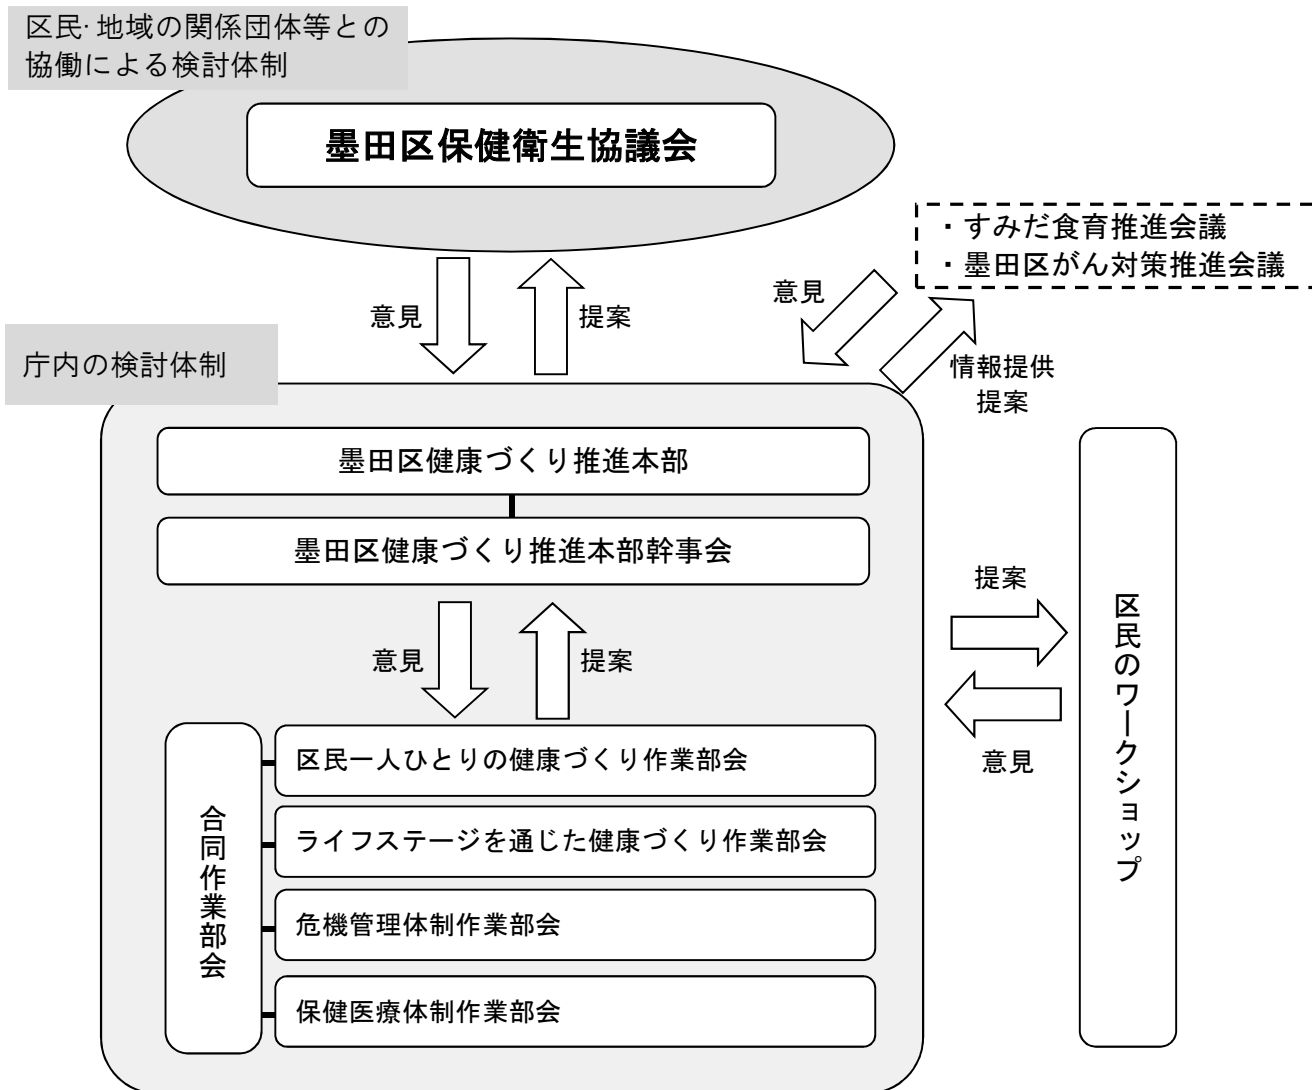 区民・地域の関係団体等との
協働による検討体制
墨田区保健衛生協議会
・すみだ食育推進会議
・墨田区がん対策推進会議
意見
提案
意見
情報提供
提案
庁内の検討体制
墨田区健康づくり推進本部
墨田区健康づくり推進本部幹事会
意見
提案
合同作業部会
区民一人ひとりの健康づくり作業部会
ライフステージを通じた健康づくり作業部会
危機管理体制作業部会
保健医療体制作業部会
提案
意見
区民のワークショップ